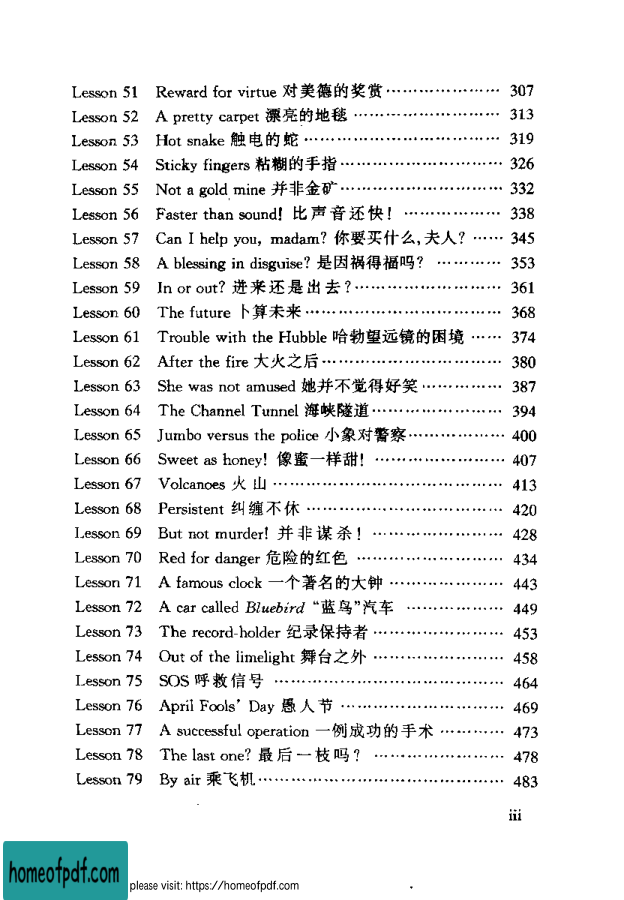 Lesson 51 Reward for virtue 对美德的奖赏 …………………… 307
Lesson 52 A pretty carpet 漂亮的地毯 ………………………… 313
Lesson 53 Hot snake 触电的蛇 ………………………………… 319
Lesson 54 Sticky fingers 粘糊的手指 ………………………… 326
Lesson 55 Not a gold mine 并非金矿 ………………………… 332
Lesson 56 Faster than sound! 比声音还快! ……………… 338
Lesson 57 Can I help you, madam? 你要买什么,夫人? …… 345
Lesson 58 A blessing in disguise? 是因祸得福吗? ………… 353
Lesson 59 In or out? 进来还是出去? ……………………… 361
Lesson 60 The future 卜算未来 ……………………………… 368
Lesson 61 Trouble with the Hubble 哈勃望远镜的困境 …… 374
Lesson 62 After the fire 大火之后 …………………………… 380
Lesson 63 She was not amused 她并不觉得好笑 …………… 387
Lesson 64 The Channel Tunnel 海峡隧道 …………………… 394
Lesson 65 Jumbo versus the police 小象对警察 ……………… 400
Lesson 66 Sweet as honey! 像蜜一样甜! …………………… 407
Lesson 67 Volcanoes 火山 …………………………………… 413
Lesson 68 Persistent 纠缠不休 ……………………………… 420
Lesson 69 But not murder! 并非谋杀! …………………… 428
Lesson 70 Red for danger 危险的红色 ……………………… 434
Lesson 71 A famous clock 一个著名的大钟 ………………… 443
Lesson 72 A car called Bluebird “蓝鸟”汽车 ……………… 449
Lesson 73 The record-holder 纪录保持者 …………………… 453
Lesson 74 Out of the limelight 舞台之外 …………………… 458
Lesson 75 SOS 呼救信号 …………………………………… 464
Lesson 76 April Fools’ Day 愚人节 ………………………… 469
Lesson 77 A successful operation 一例成功的手术 ………… 473
Lesson 78 The last one? 最后一枝吗? …………………… 478
Lesson 79 By air 乘飞机 ……………………………………… 483
iii
homeofpdf.com
please visit: https://homeofpdf.com